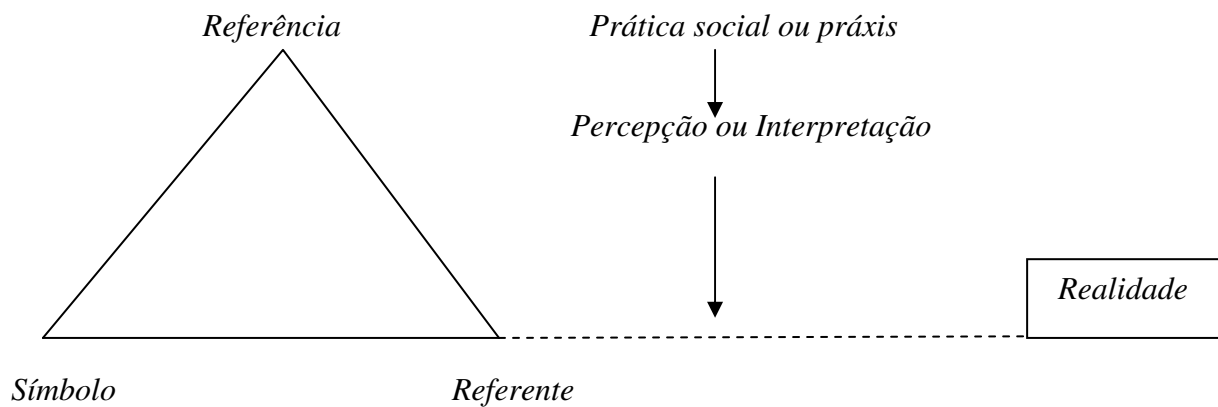 Referência
Prática social ou práxis
Percepção ou Interpretação
Realidade
Símbolo
Referente